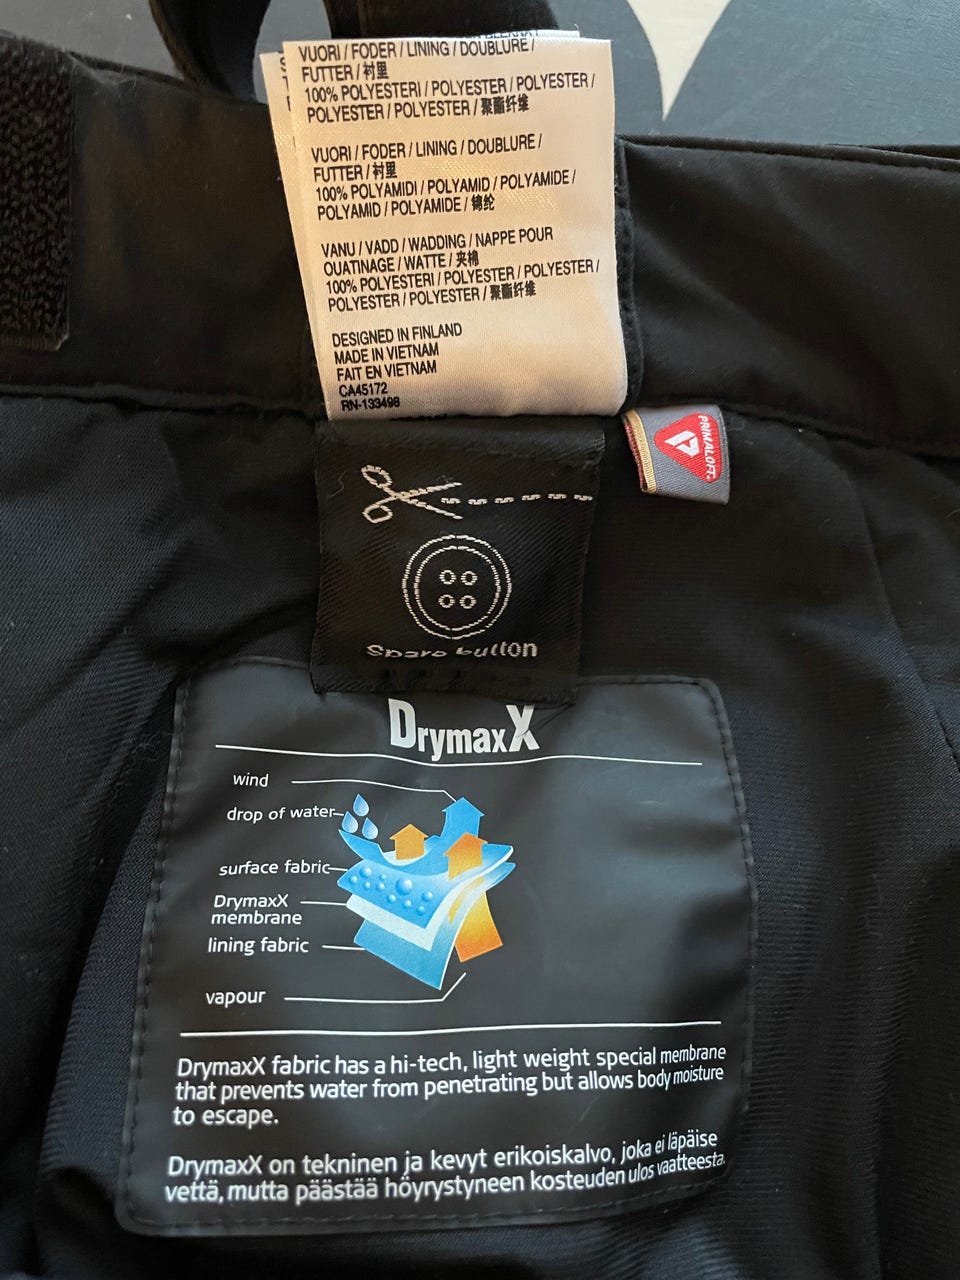 VUORI / FODER / LINING / DOUBLURE /
FUTTER / 衬里
100% POLYESTERI / POLYESTER / POLYESTER /
POLYESTER / POLYESTER / 聚酯纤维
VUORI / FODER / LINING / DOUBLURE /
FUTTER / 衬里
100% POLYAMIDI / POLYAMID / POLYAMIDE /
POLYAMID / POLYAMIDE / 锦纶
VANU / VADD / WADDING / NAPPE POUR
OUATINAGE / WATTE / 夹棉
100% POLYESTERI / POLYESTER / POLYESTER /
POLYESTER / POLYESTER / 聚酯纤维
DESIGNED IN FINLAND
MADE IN VIETNAM
FAIT EN VIETNAM
CA45172
RN-133498
PRIMALOFT
Spare button
DrymaxX
wind
drop of water
surface fabric
DrymaxX
membrane
lining fabric
vapour
DrymaxX fabric has a hi-tech, light weight special membrane
that prevents water from penetrating but allows body moisture
to escape.
DrymaxX on tekninen ja kevyt erikoiskalvo, joka ei läpäise
vettä, mutta päästää höyrystyneen kosteuden ulos vaatteesta.